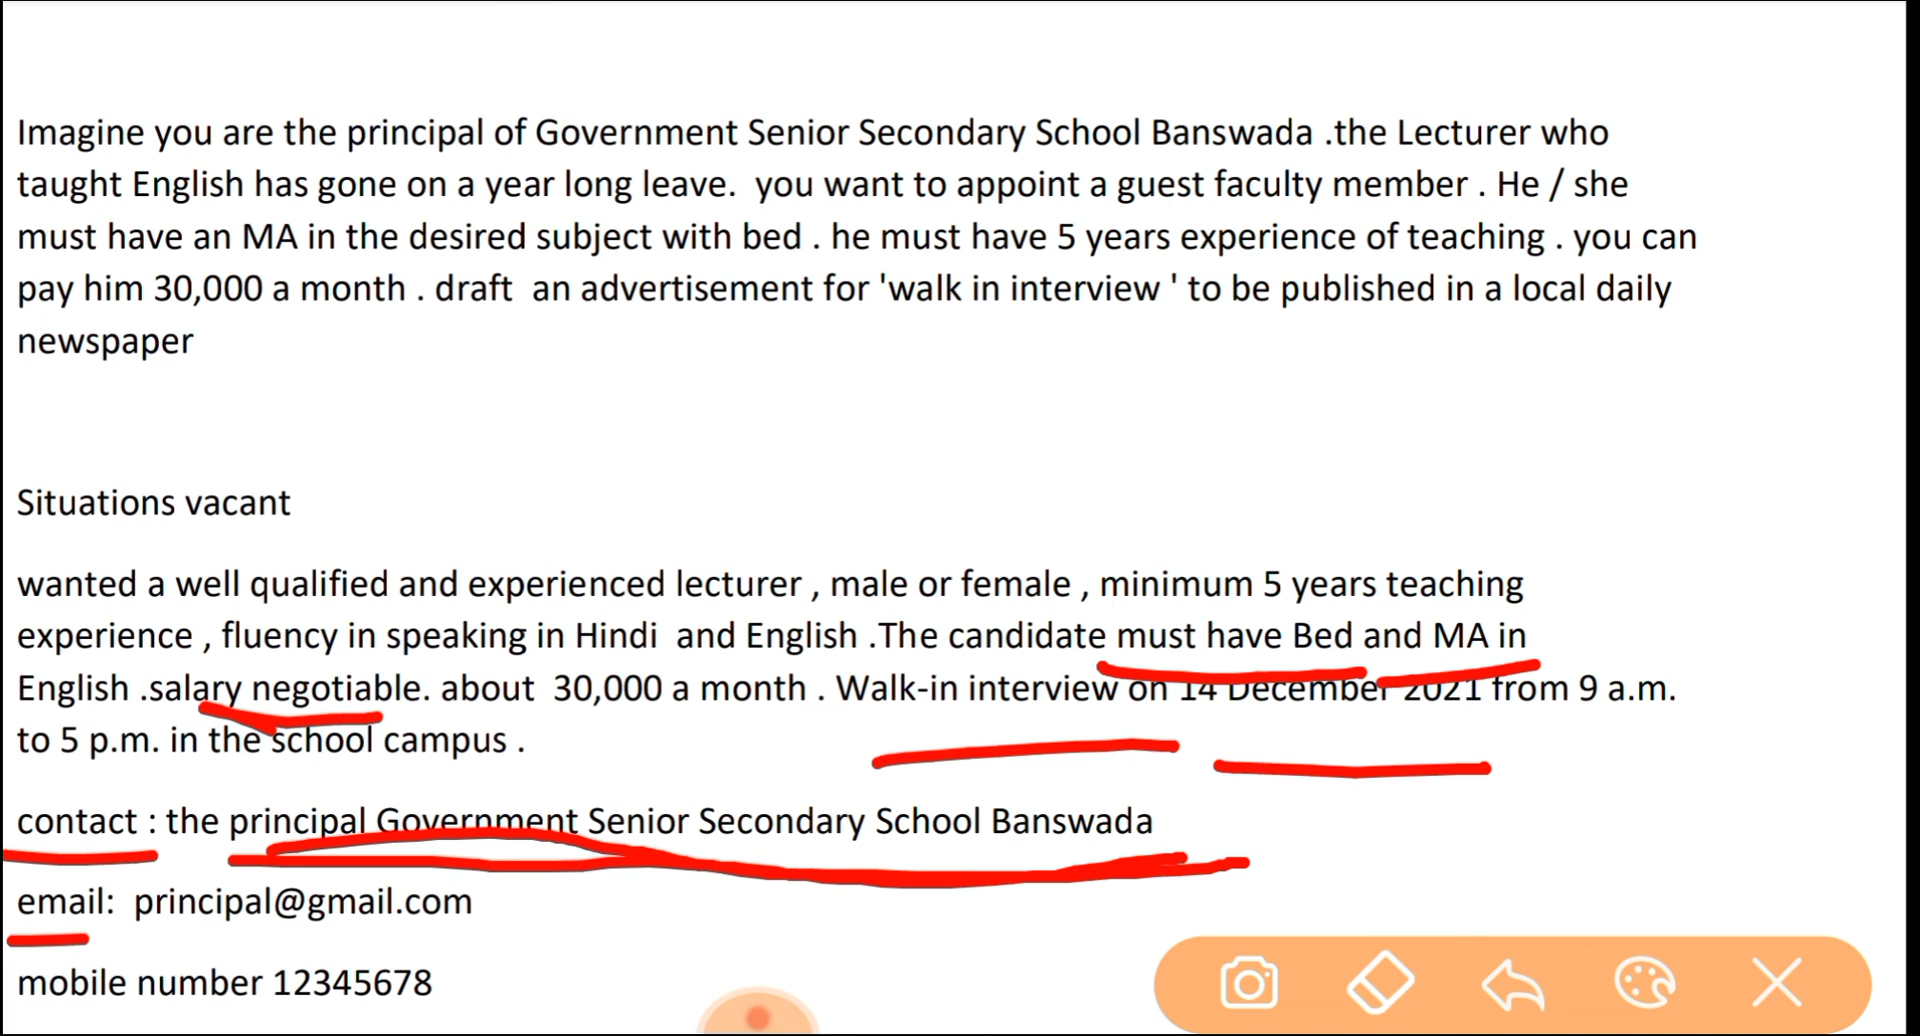 Imagine you are the principal of Government Senior Secondary School Banswada .the Lecturer who
taught English has gone on a year long leave.  you want to appoint a guest faculty member . He / she
must have an MA in the desired subject with bed . he must have 5 years experience of teaching . you can
pay him 30,000 a month . draft  an advertisement for 'walk in interview ' to be published in a local daily
newspaper
Situations vacant
wanted a well qualified and experienced lecturer , male or female , minimum 5 years teaching
experience , fluency in speaking in Hindi  and English .The candidate must have Bed and MA in
English .salary negotiable. about  30,000 a month . Walk-in interview on 14 December 2021 from 9 a.m.
to 5 p.m. in the school campus .
contact : the principal Government Senior Secondary School Banswada
email:  principal@gmail.com
mobile number 12345678